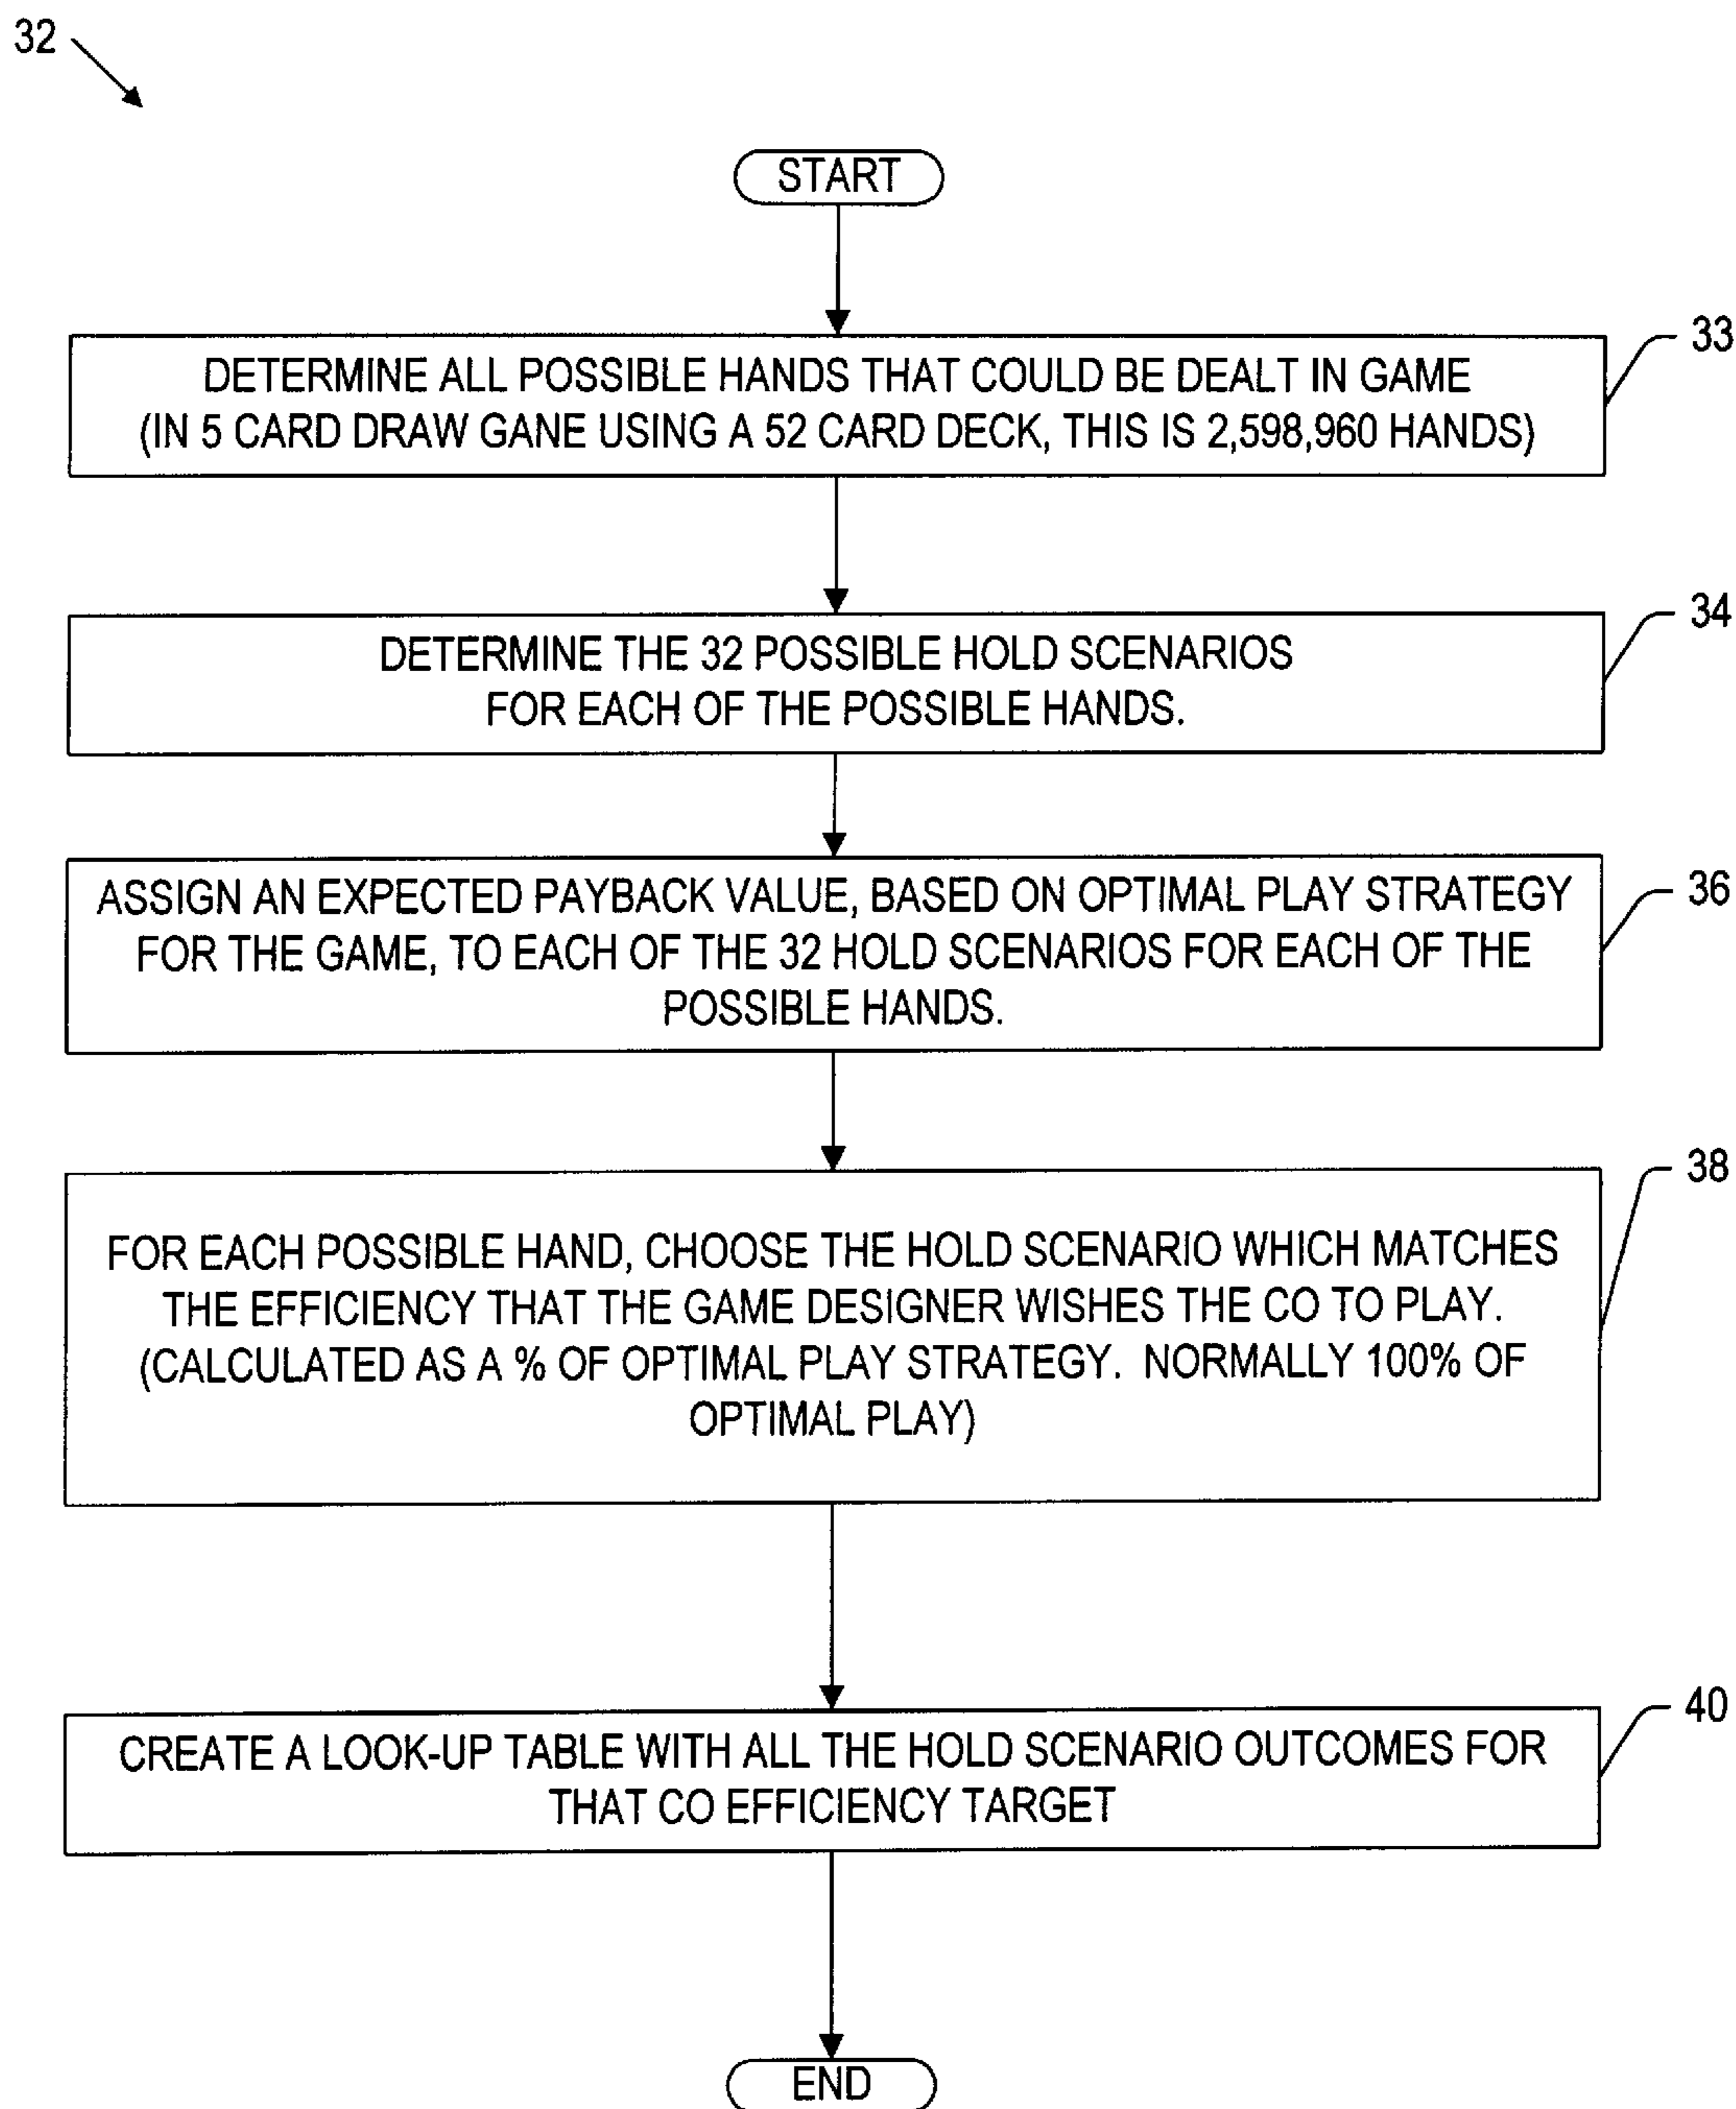 32
START
33
DETERMINE ALL POSSIBLE HANDS THAT COULD BE DEALT IN GAME
(IN 5 CARD DRAW GANE USING A 52 CARD DECK, THIS IS 2,598,960 HANDS)
34
DETERMINE THE 32 POSSIBLE HOLD SCENARIOS
FOR EACH OF THE POSSIBLE HANDS.
36
ASSIGN AN EXPECTED PAYBACK VALUE, BASED ON OPTIMAL PLAY STRATEGY
FOR THE GAME, TO EACH OF THE 32 HOLD SCENARIOS FOR EACH OF THE
POSSIBLE HANDS.
38
FOR EACH POSSIBLE HAND, CHOOSE THE HOLD SCENARIO WHICH MATCHES
THE EFFICIENCY THAT THE GAME DESIGNER WISHES THE CO TO PLAY.
(CALCULATED AS A % OF OPTIMAL PLAY STRATEGY. NORMALLY 100% OF
OPTIMAL PLAY)
40
CREATE A LOOK-UP TABLE WITH ALL THE HOLD SCENARIO OUTCOMES FOR
THAT CO EFFICIENCY TARGET
END